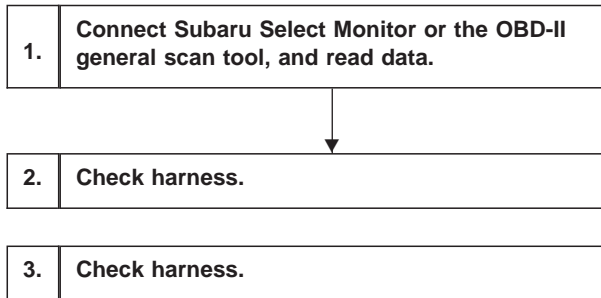 1. Connect Subaru Select Monitor or the OBD-II
general scan tool, and read data.
2. Check harness.
3. Check harness.